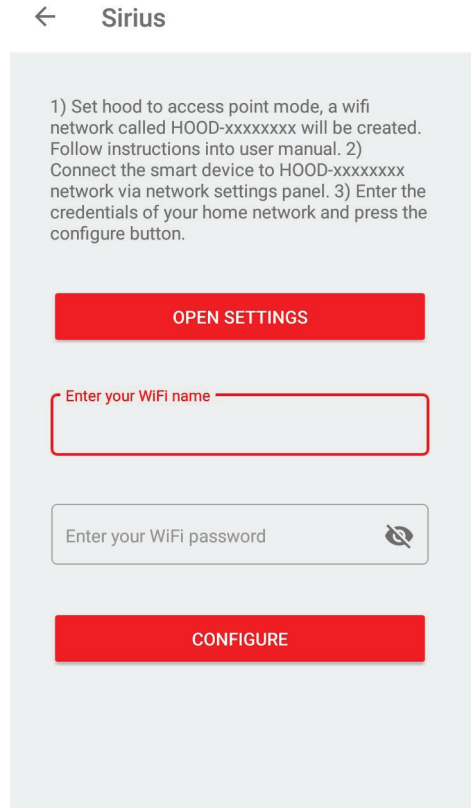 Sirius
1) Set hood to access point mode, a wifi
network called HOOD-xxxxxxxx will be created.
Follow instructions into user manual. 2)
Connect the smart device to HOOD-xxxxxxxx
network via network settings panel. 3) Enter the
credentials of your home network and press the
configure button.
OPEN SETTINGS
Enter your WiFi name
Enter your WiFi password
CONFIGURE